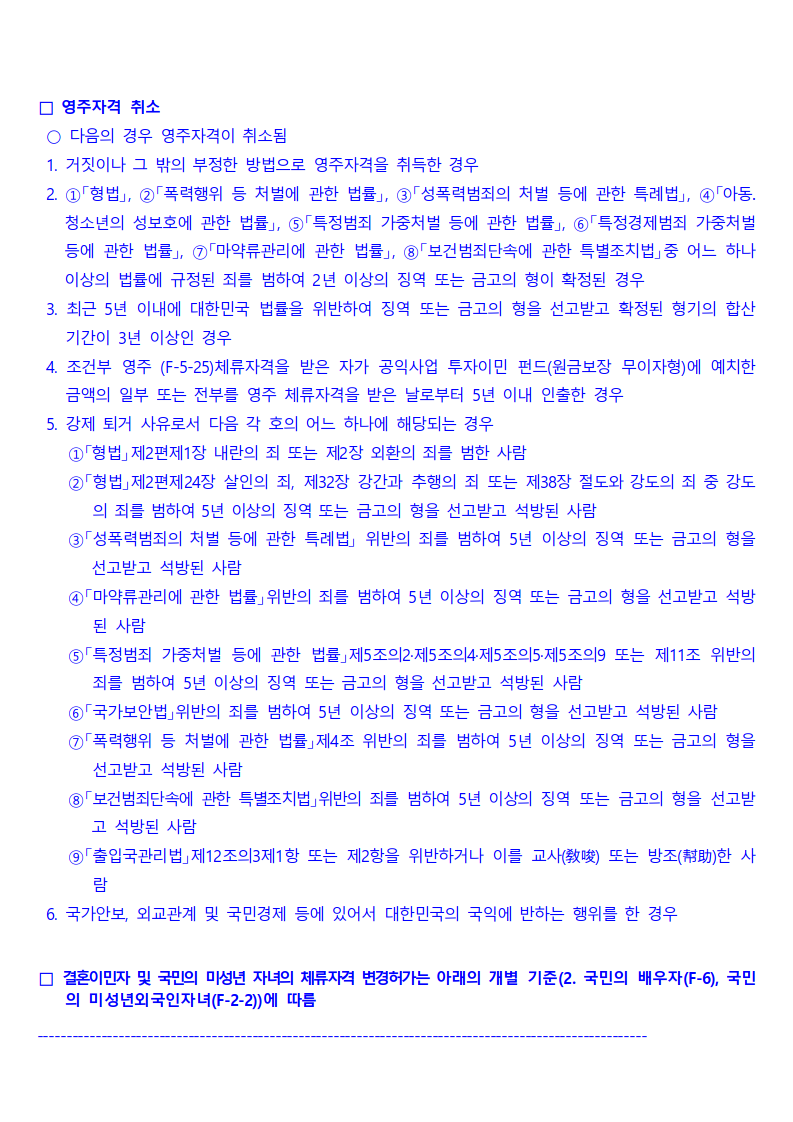 □ 영주자격 취소
○ 다음의 경우 영주자격이 취소됨
1. 거짓이나 그 밖의 부정한 방법으로 영주자격을 취득한 경우
2. ①「형법」, ②「폭력행위 등 처벌에 관한 법률」, ③「성폭력범죄의 처벌 등에 관한 특례법」, ④「아동.
청소년의 성보호에 관한 법률」, ⑤「특정범죄 가중처벌 등에 관한 법률」, ⑥「특정경제범죄 가중처벌
등에 관한 법률」, ⑦「마약류관리에 관한 법률」, ⑧「보건범죄단속에 관한 특별조치법」중 어느 하나
이상의 법률에 규정된 죄를 범하여 2년 이상의 징역 또는 금고의 형이 확정된 경우
3. 최근 5년 이내에 대한민국 법률을 위반하여 징역 또는 금고의 형을 선고받고 확정된 형기의 합산
기간이 3년 이상인 경우
4. 조건부 영주 (F-5-25)체류자격을 받은 자가 공익사업 투자이민 펀드(원금보장 무이자형)에 예치한
금액의 일부 또는 전부를 영주 체류자격을 받은 날로부터 5년 이내 인출한 경우
5. 강제 퇴거 사유로서 다음 각 호의 어느 하나에 해당되는 경우
①「형법」제2편제1장 내란의 죄 또는 제2장 외환의 죄를 범한 사람
②「형법」제2편제24장 살인의 죄, 제32장 강간과 추행의 죄 또는 제38장 절도와 강도의 죄 중 강도
의 죄를 범하여 5년 이상의 징역 또는 금고의 형을 선고받고 석방된 사람
③「성폭력범죄의 처벌 등에 관한 특례법」 위반의 죄를 범하여 5년 이상의 징역 또는 금고의 형을
선고받고 석방된 사람
④「마약류관리에 관한 법률」위반의 죄를 범하여 5년 이상의 징역 또는 금고의 형을 선고받고 석방
된 사람
⑤「특정범죄 가중처벌 등에 관한 법률」제5조의2·제5조의4·제5조의5·제5조의9 또는 제11조 위반의
죄를 범하여 5년 이상의 징역 또는 금고의 형을 선고받고 석방된 사람
⑥「국가보안법」위반의 죄를 범하여 5년 이상의 징역 또는 금고의 형을 선고받고 석방된 사람
⑦「폭력행위 등 처벌에 관한 법률」제4조 위반의 죄를 범하여 5년 이상의 징역 또는 금고의 형을
선고받고 석방된 사람
⑧「보건범죄단속에 관한 특별조치법」위반의 죄를 범하여 5년 이상의 징역 또는 금고의 형을 선고받
고 석방된 사람
⑨「출입국관리법」제12조의3제1항 또는 제2항을 위반하거나 이를 교사(敎唆) 또는 방조(幇助)한 사
람
6. 국가안보, 외교관계 및 국민경제 등에 있어서 대한민국의 국익에 반하는 행위를 한 경우
□ 결혼이민자 및 국민의 미성년 자녀의 체류자격 변경허가는 아래의 개별 기준(2. 국민의 배우자(F-6), 국민
의 미성년외국인자녀(F-2-2))에 따름